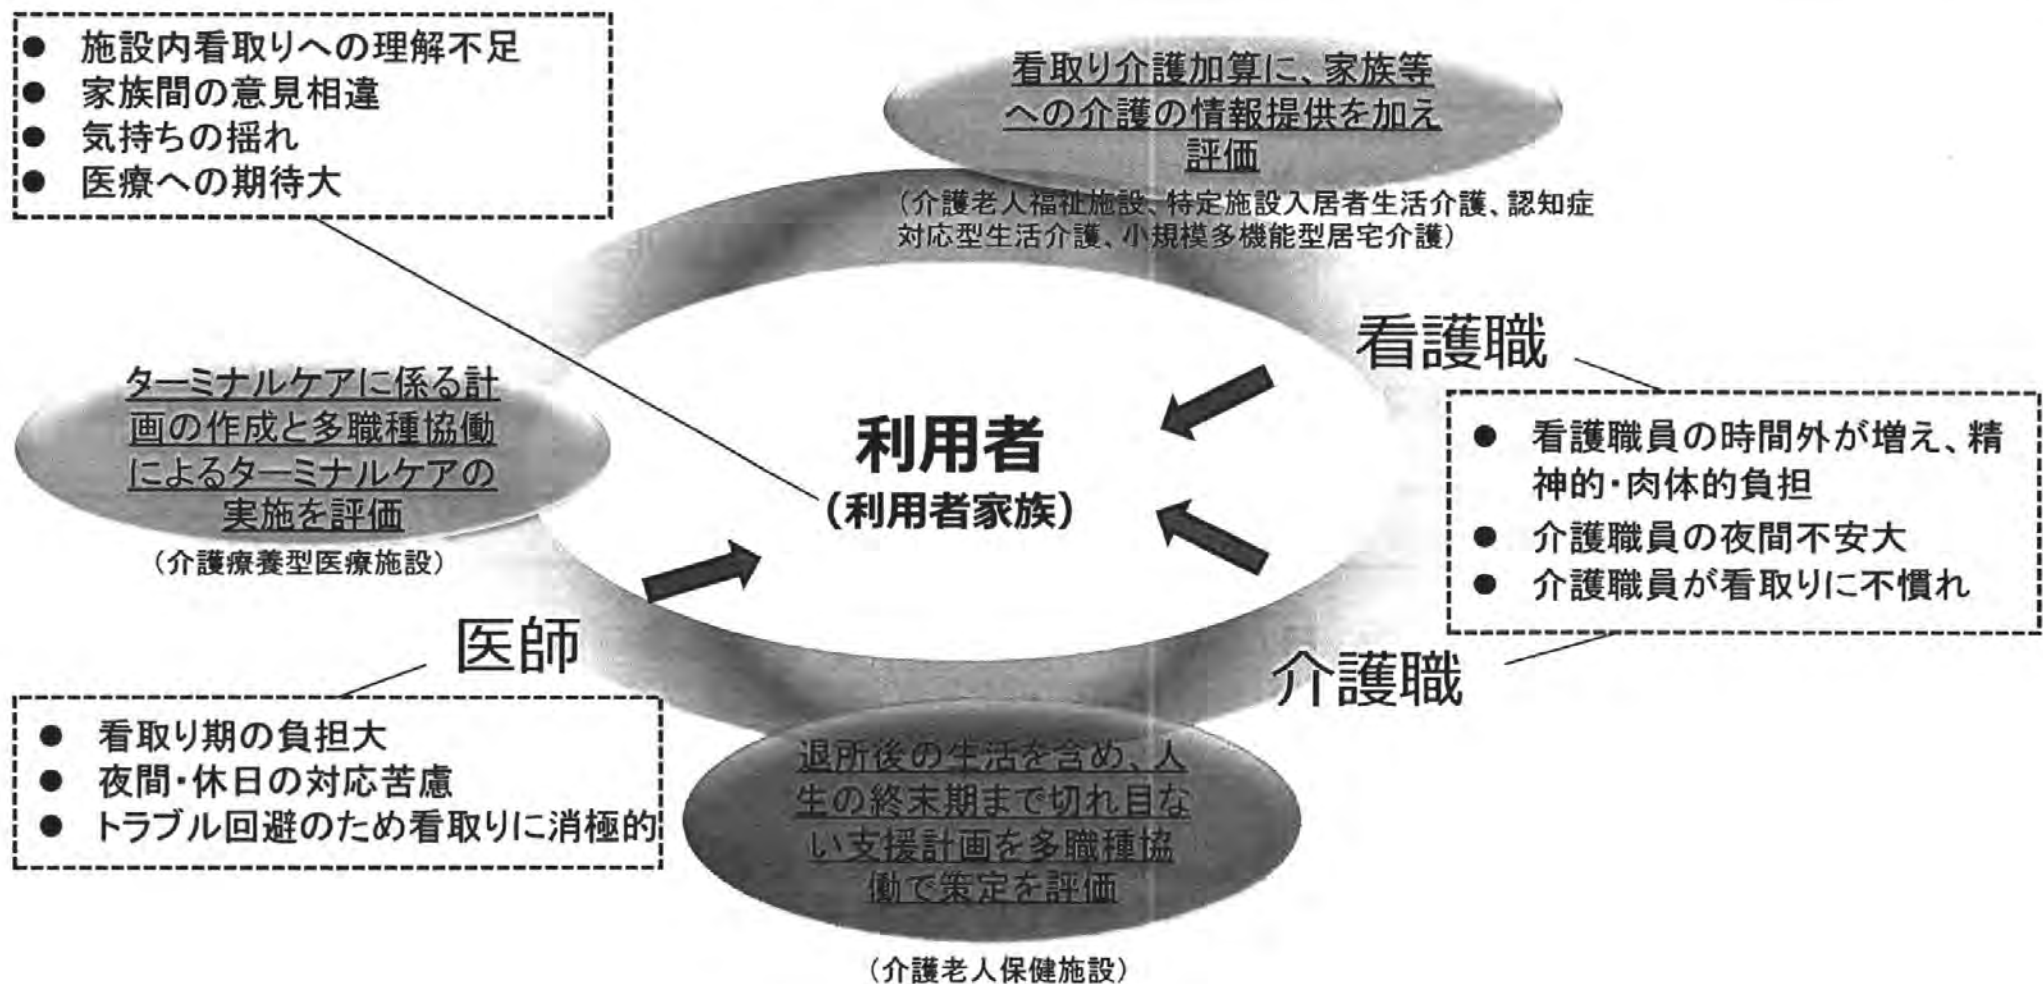 ● 施設内看取りへの理解不足
● 家族間の意見相違
● 気持ちの揺れ
● 医療への期待大
看取り介護加算に、家族等
への介護の情報提供を加え
評価
(介護老人福祉施設、特定施設入居者生活介護、認知症
対応型生活介護、小規模多機能型居宅介護)
ターミナルケアに係る計
画の作成と多職種協働
によるターミナルケアの
実施を評価
(介護療養型医療施設)
利用者
(利用者家族)
看護職
● 看護職員の時間外が増え、精
神的・肉体的負担
● 介護職員の夜間不安大
● 介護職員が看取りに不慣れ
医師
● 看取り期の負担大
● 夜間・休日の対応苦慮
● トラブル回避のため看取りに消極的
介護職
退所後の生活を含め、人
生の終末期まで切れ目な
い支援計画を多職種協
働で策定を評価
(介護老人保健施設)